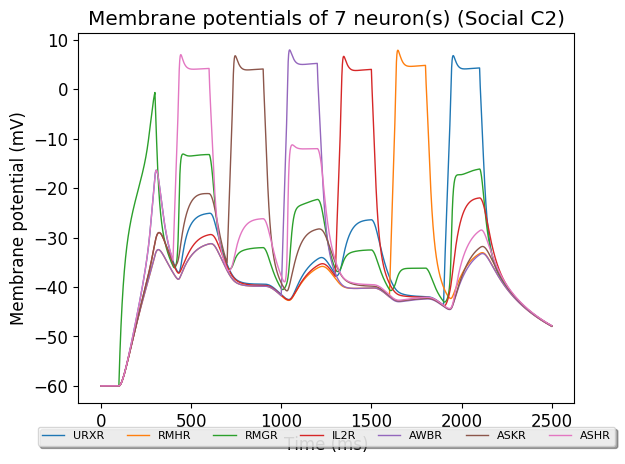 Membrane potentials of 7 neuron(s) (Social C2)
10
0
−10
−20
−30
−40
−50
−60
Membrane potential (mV)
0 500 1000 1500 2000 2500
Time (ms)
URXR RMHR RMGR IL2R AWBR ASKR ASHR